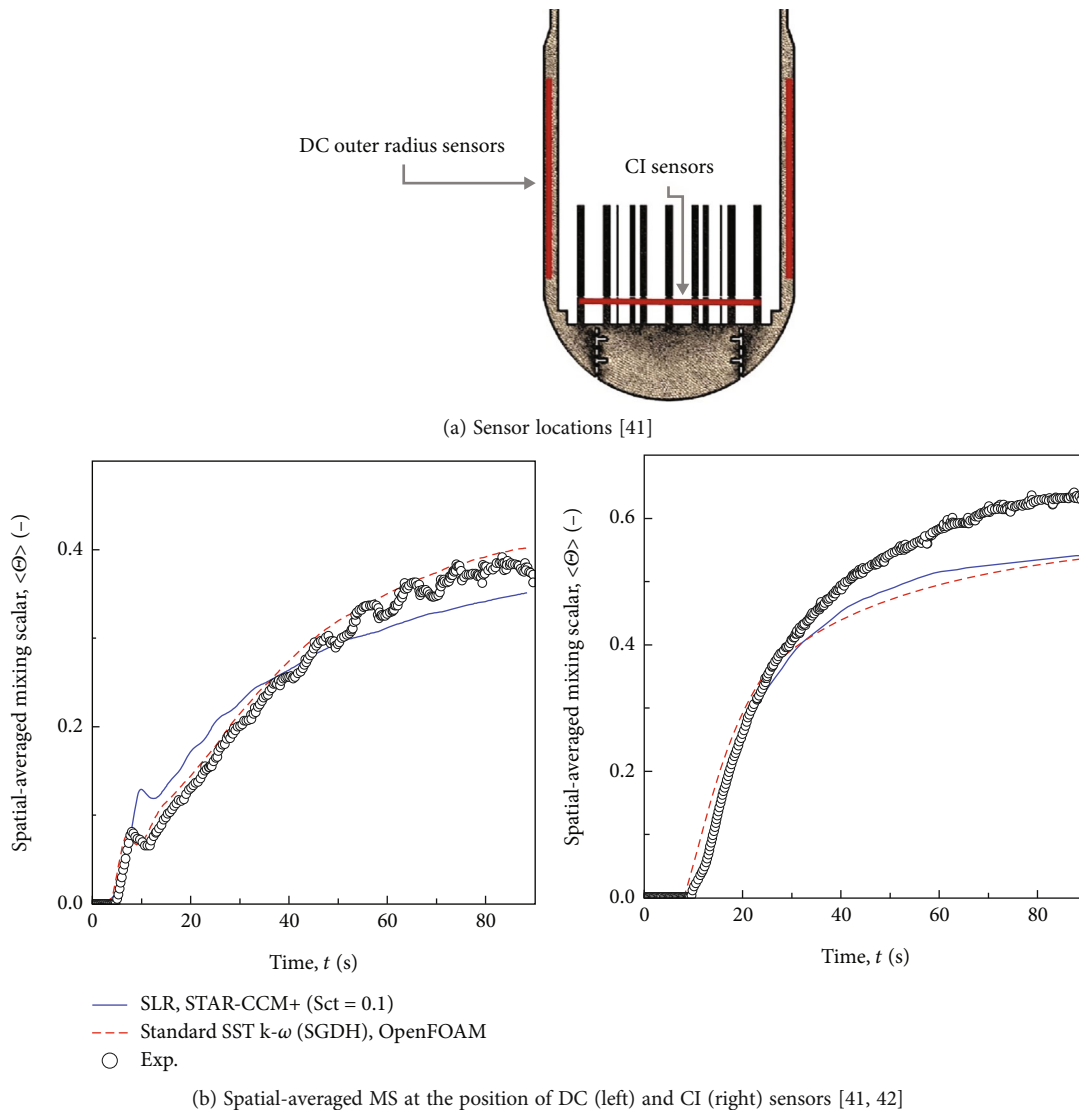 DC outer radius sensors
CI sensors
(a) Sensor locations [41]
Spatial-averaged mixing scalar, <Θ> (−)
0.4
0.2
0.0
0
20
40
60
80
Time, t (s)
Spatial-averaged mixing scalar, <Θ> (−)
0.6
0.4
0.2
0.0
0
20
40
60
80
Time, t (s)
SLR, STAR-CCM+ (Sct = 0.1)
Standard SST k-ω (SGDH), OpenFOAM
Exp.
(b) Spatial-averaged MS at the position of DC (left) and CI (right) sensors [41, 42]